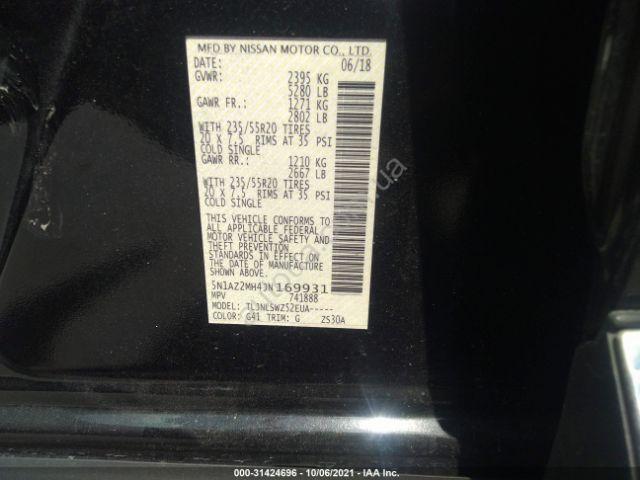 MFD BY NISSAN MOTOR CO., LTD.
DATE: 06/18
GVWR: 2395 KG
5280 LB
GAWR FR.: 1271 KG
2802 LB
WITH 235/55R20 TIRES
20 X 7.5 RIMS AT 35 PSI
COLD SINGLE
GAWR RR.: 1210 KG
2667 LB
WITH 235/55R20 TIRES
20 X 7.5 RIMS AT 35 PSI
COLD SINGLE
THIS VEHICLE CONFORMS TO
ALL APPLICABLE FEDERAL
MOTOR VEHICLE SAFETY AND
THEFT PREVENTION
STANDARDS IN EFFECT ON
THE DATE OF MANUFACTURE
SHOWN ABOVE.
5N1AZ2MH4JN169931
MPV 741888
MODEL: TLJNLSWZ52EUA-----
COLOR: G41 TRIM: G ZS30A
000-31424696 - 10/06/2021 - IAA Inc.